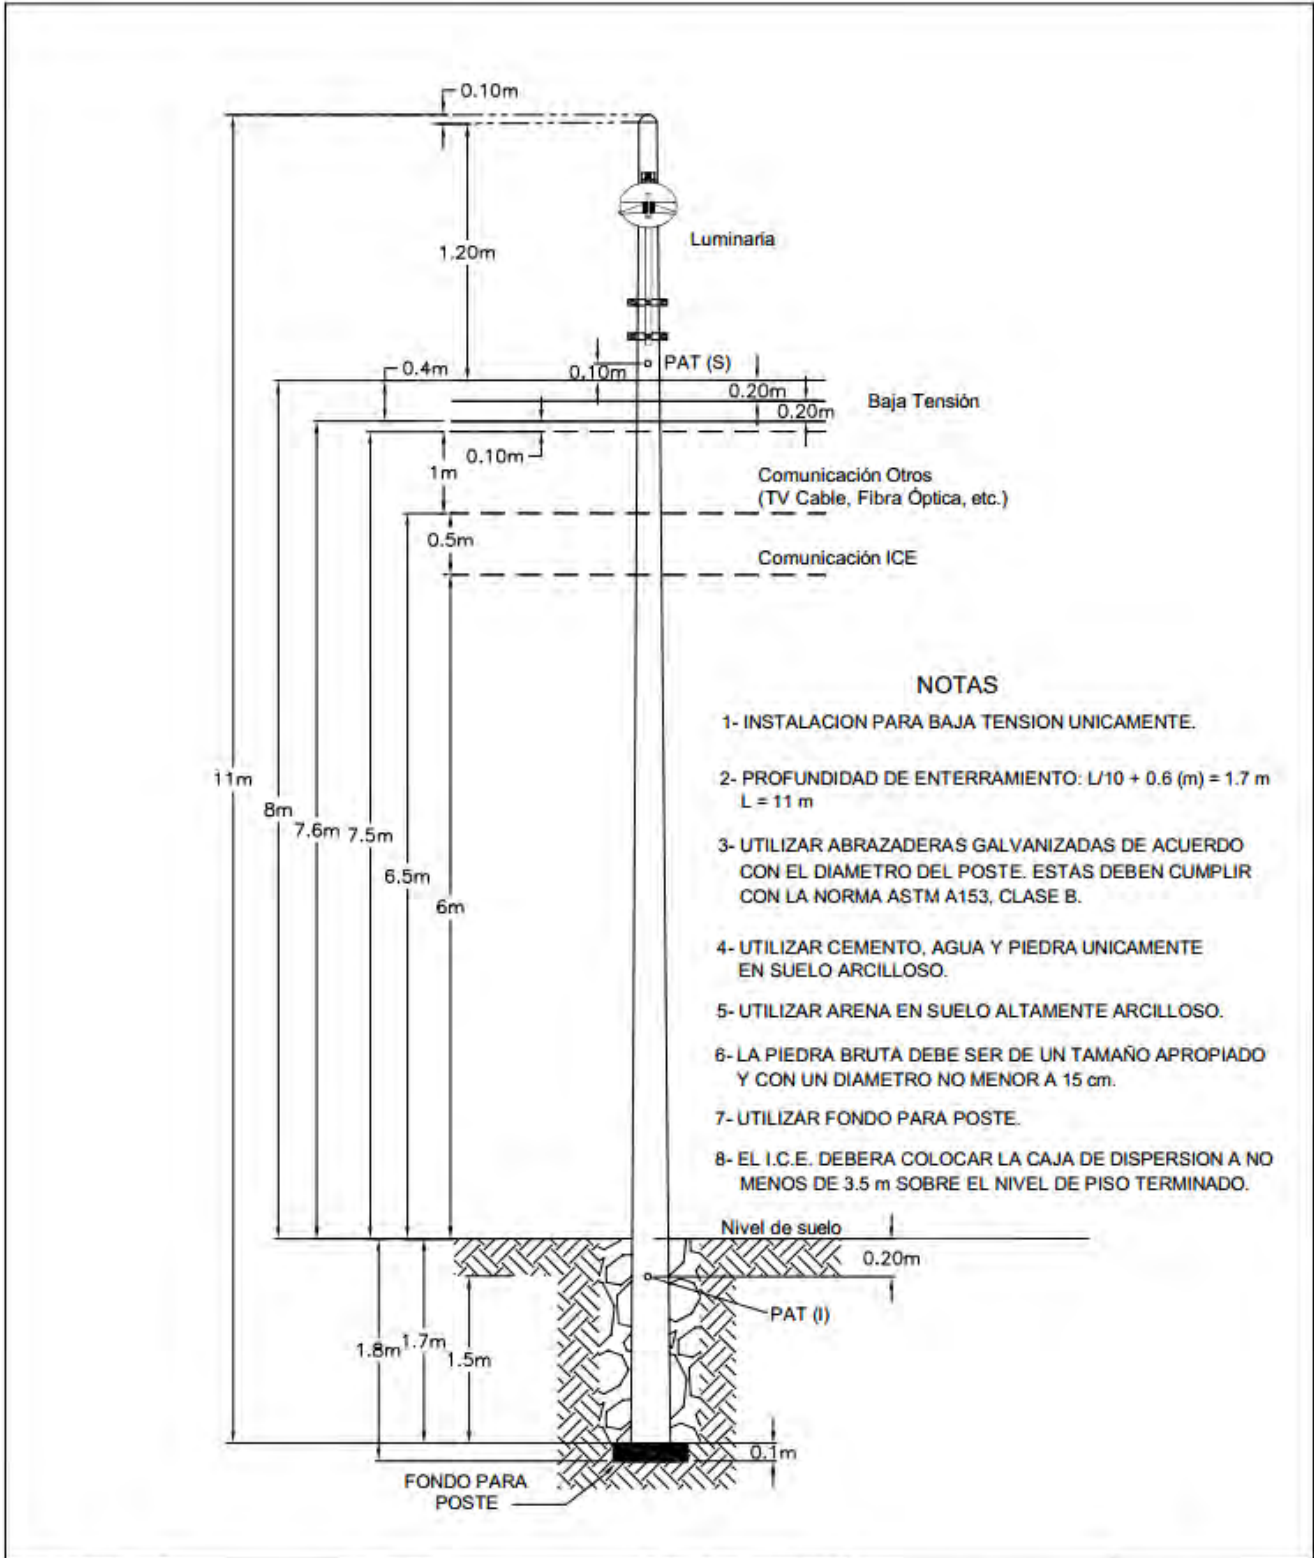 0.10m
1.20m
Luminaria
PAT (S)
0.10m
0.4m
0.20m
0.20m
Baja Tensión
0.10m
1m
Comunicación Otros
(TV Cable, Fibra Óptica, etc.)
0.5m
Comunicación ICE
NOTAS
1- INSTALACION PARA BAJA TENSION UNICAMENTE.
2- PROFUNDIDAD DE ENTERRAMIENTO: L/10 + 0.6 (m) = 1.7 m
L = 11 m
3- UTILIZAR ABRAZADERAS GALVANIZADAS DE ACUERDO
CON EL DIAMETRO DEL POSTE. ESTAS DEBEN CUMPLIR
CON LA NORMA ASTM A153, CLASE B.
4- UTILIZAR CEMENTO, AGUA Y PIEDRA UNICAMENTE
EN SUELO ARCILLOSO.
5- UTILIZAR ARENA EN SUELO ALTAMENTE ARCILLOSO.
6- LA PIEDRA BRUTA DEBE SER DE UN TAMAÑO APROPIADO
Y CON UN DIAMETRO NO MENOR A 15 cm.
7- UTILIZAR FONDO PARA POSTE.
8- EL I.C.E. DEBERA COLOCAR LA CAJA DE DISPERSION A NO
MENOS DE 3.5 m SOBRE EL NIVEL DE PISO TERMINADO.
11m
8m
7.6m
7.5m
6.5m
6m
Nivel de suelo
0.20m
PAT (I)
1.8m
1.7m
1.5m
0.1m
FONDO PARA
POSTE